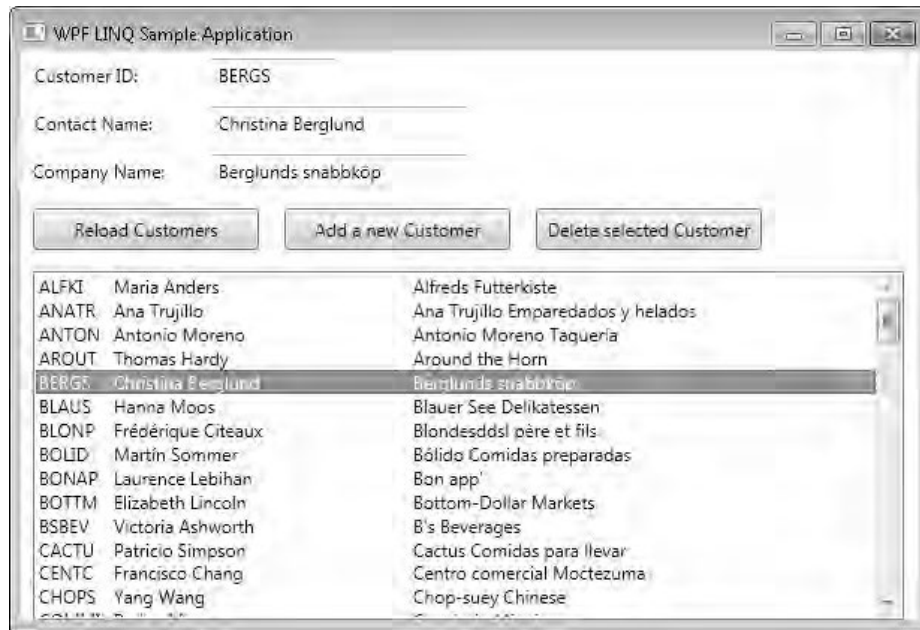 WPF LINQ Sample Application
Customer ID: BERGS
Contact Name: Christina Berglund
Company Name: Berglunds snabbköp
Reload Customers Add a new Customer Delete selected Customer
ALFKI Maria Anders Alfreds Futterkiste
ANATR Ana Trujillo Ana Trujillo Emparedados y helados
ANTON Antonio Moreno Antonio Moreno Taquería
AROUT Thomas Hardy Around the Horn
BERGS Christina Berglund Berglunds snabbköp
BLAUS Hanna Moos Blauer See Delikatessen
BLONP Frédérique Citeaux Blondesddsl père et fils
BOLID Martín Sommer Bólido Comidas preparadas
BONAP Laurence Lebihan Bon app'
BOTTM Elizabeth Lincoln Bottom-Dollar Markets
BSBEV Victoria Ashworth B's Beverages
CACTU Patricio Simpson Cactus Comidas para llevar
CENTC Francisco Chang Centro comercial Moctezuma
CHOPS Yang Wang Chop-suey Chinese